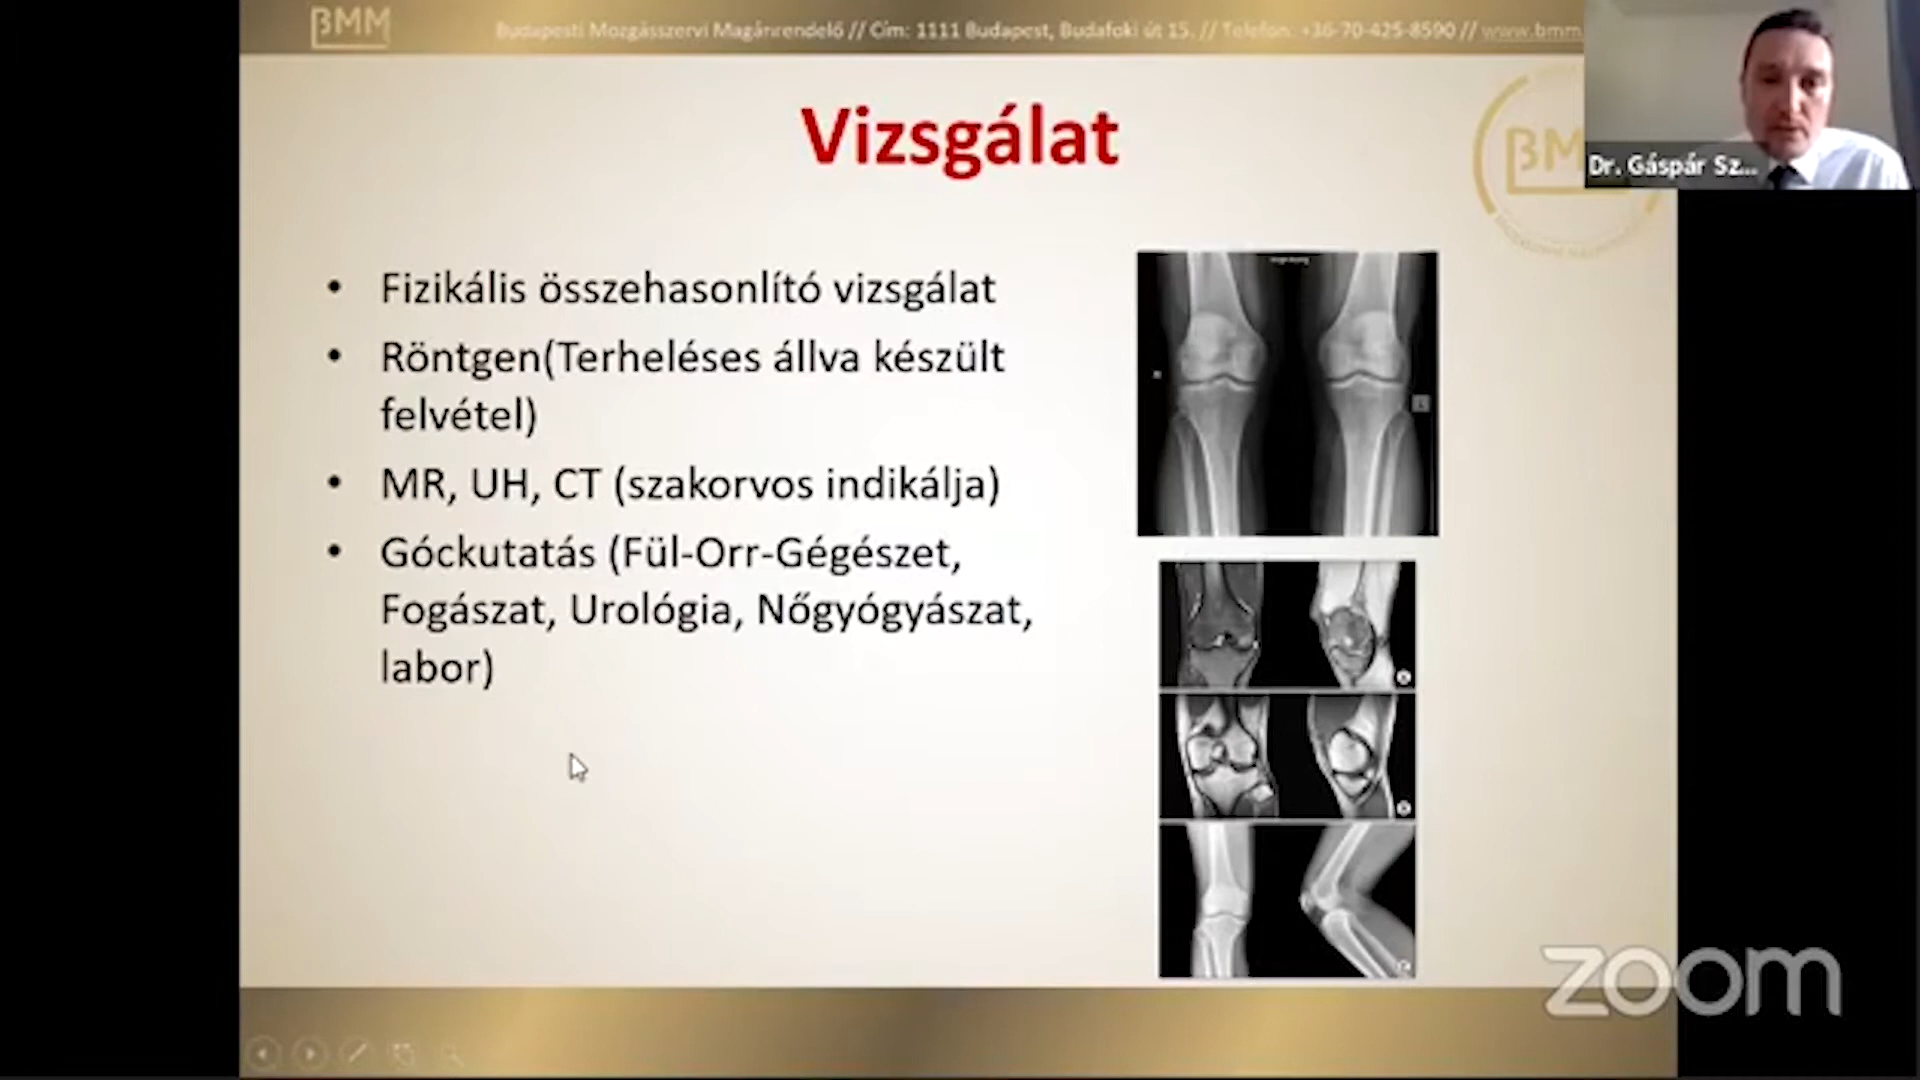 BMM
Budapesti Mozgásszervi Magánrendelő // Cím: 1111 Budapest, Budafoki út 15. // Telefon: +36-70-425-8590 // www.bmm
Vizsgálat
BM
Dr. Gáspár Sz...
• Fizikális összehasonlító vizsgálat
• Röntgen(Terheléses állva készült
felvétel)
• MR, UH, CT (szakorvos indikálja)
• Góckutatás (Fül-Orr-Gégészet,
Fogászat, Urológia, Nőgyógyászat,
labor)
L
zoom